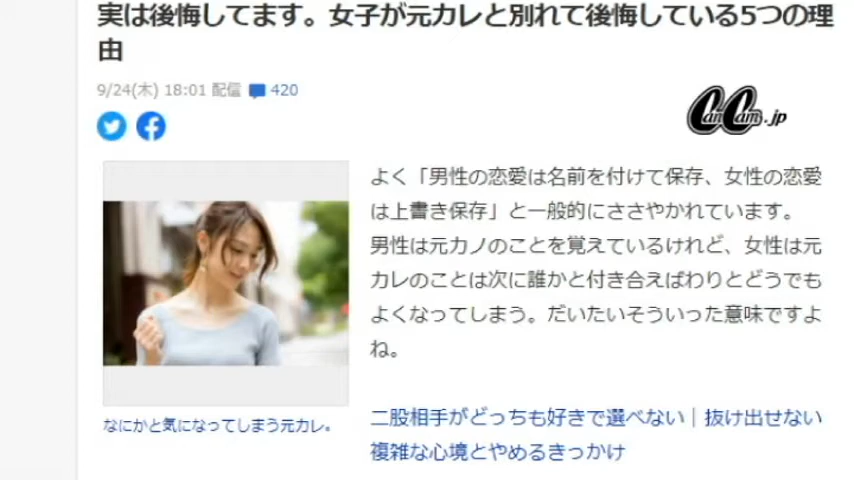 実は後悔してます。女子が元カレと別れて後悔している5つの理
由
9/24(木) 18:01 配信 420
CanCam.jp
よく「男性の恋愛は名前を付けて保存、女性の恋愛
は上書き保存」と一般的にささやかれています。
男性は元カノのことを覚えているけれど、女性は元
カレのことは次に誰かと付き合えばわりとどうでも
よくなってしまう。だいたいそういった意味ですよ
ね。
なにかと気になってしまう元カレ。
二股相手がどっちも好きで選べない｜抜け出せない
複雑な心境とやめるきっかけ